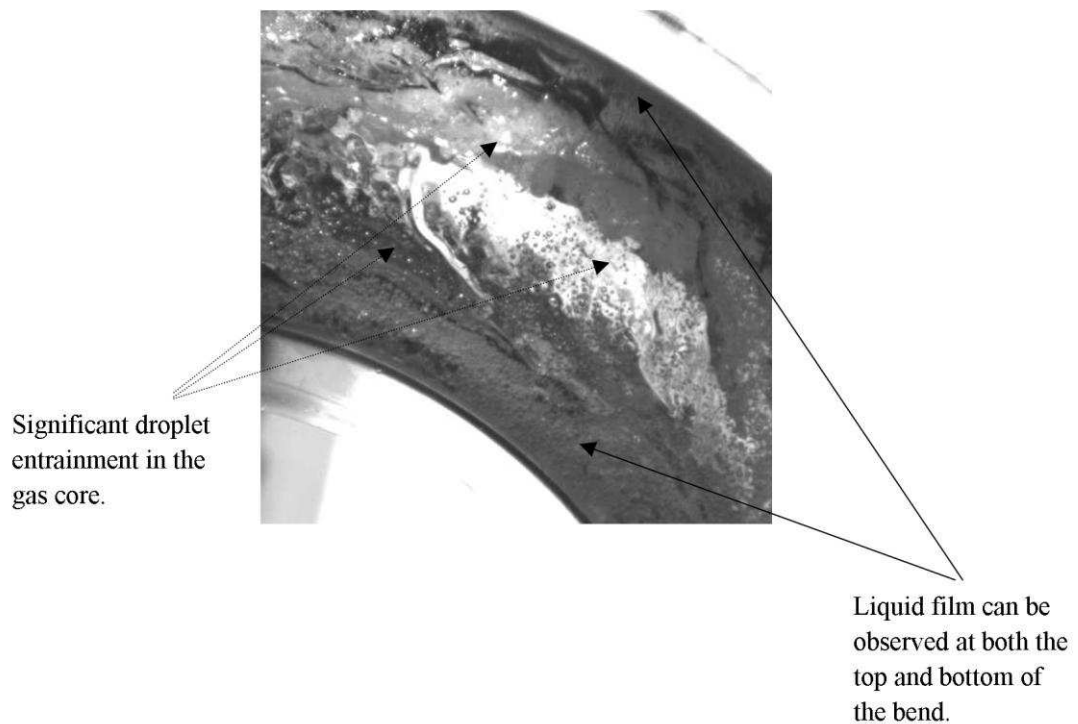 Significant droplet
entrainment in the
gas core.
Liquid film can be
observed at both the
top and bottom of
the bend.